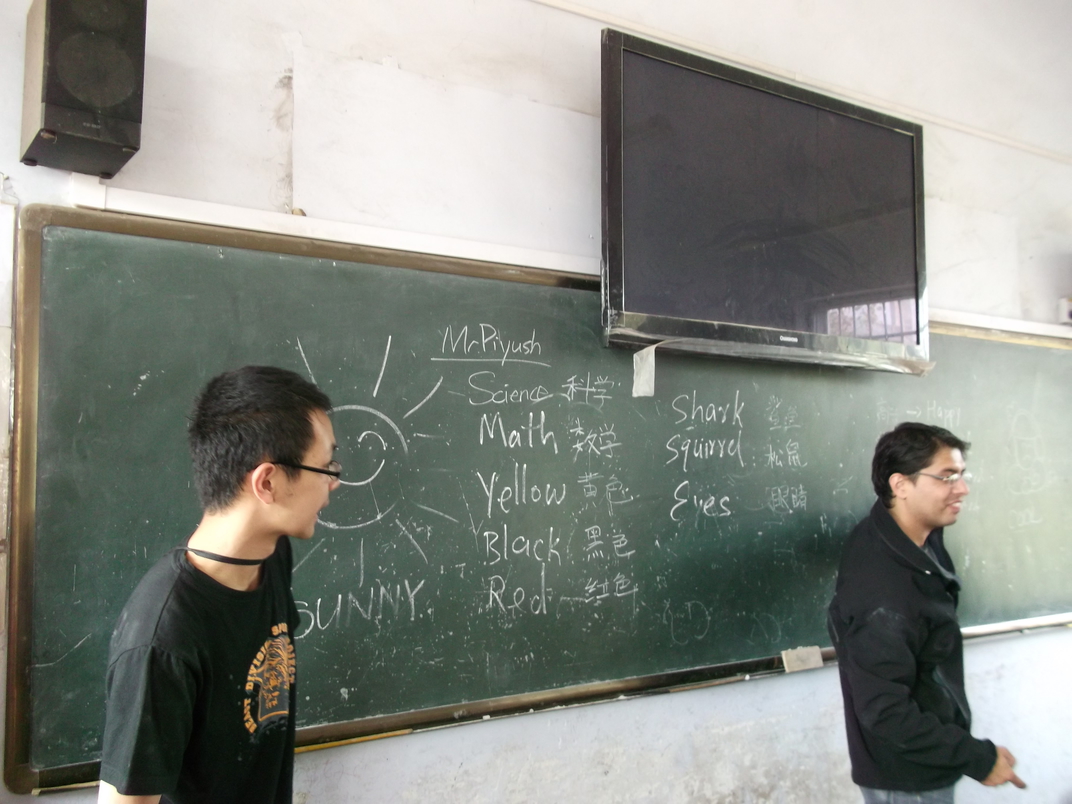 Mr.Piyush
Science 科学
Math 数学
Yellow 黄色
Black 黑色
Red 红色
Shark 鲨鱼
Squirrel 松鼠
Eyes 眼睛
SUNNY
→ Happy